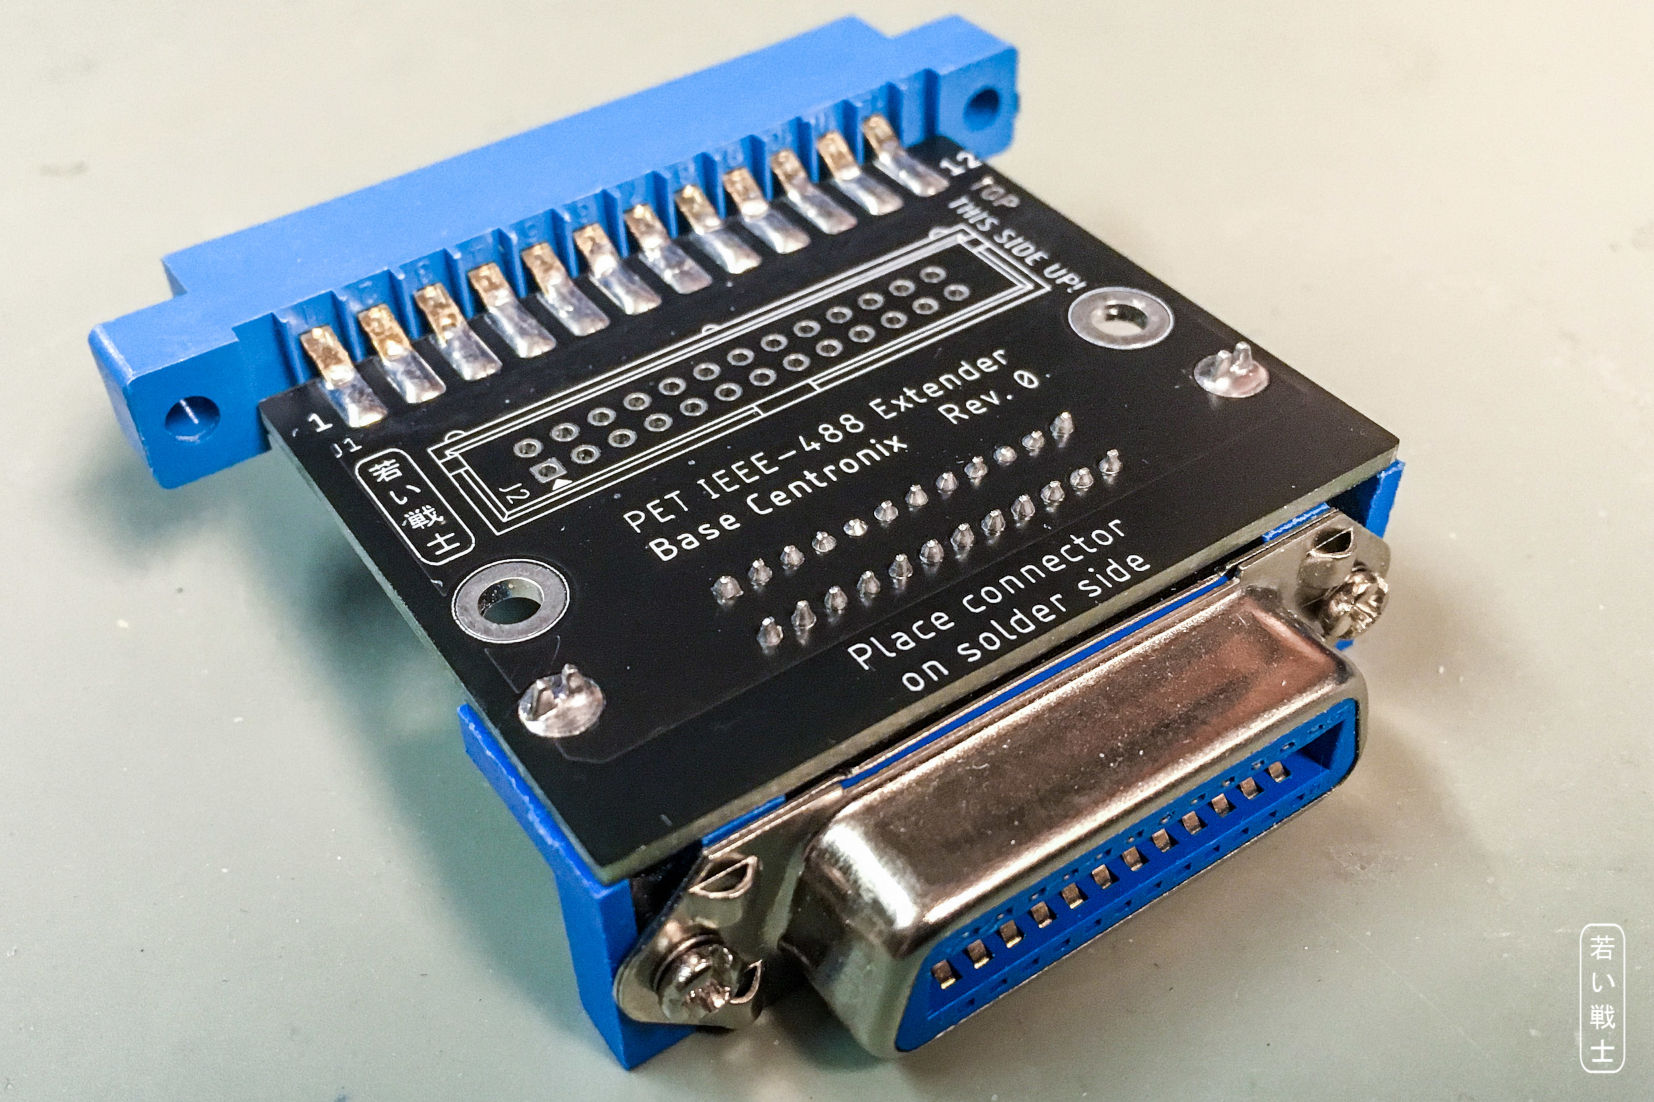 12
TOP
THIS SIDE UP!
1
J1
若い戦士
J2
PET IEEE-488 Extender
Base Centronix Rev. 0
Place connector
on solder side
若い戦士